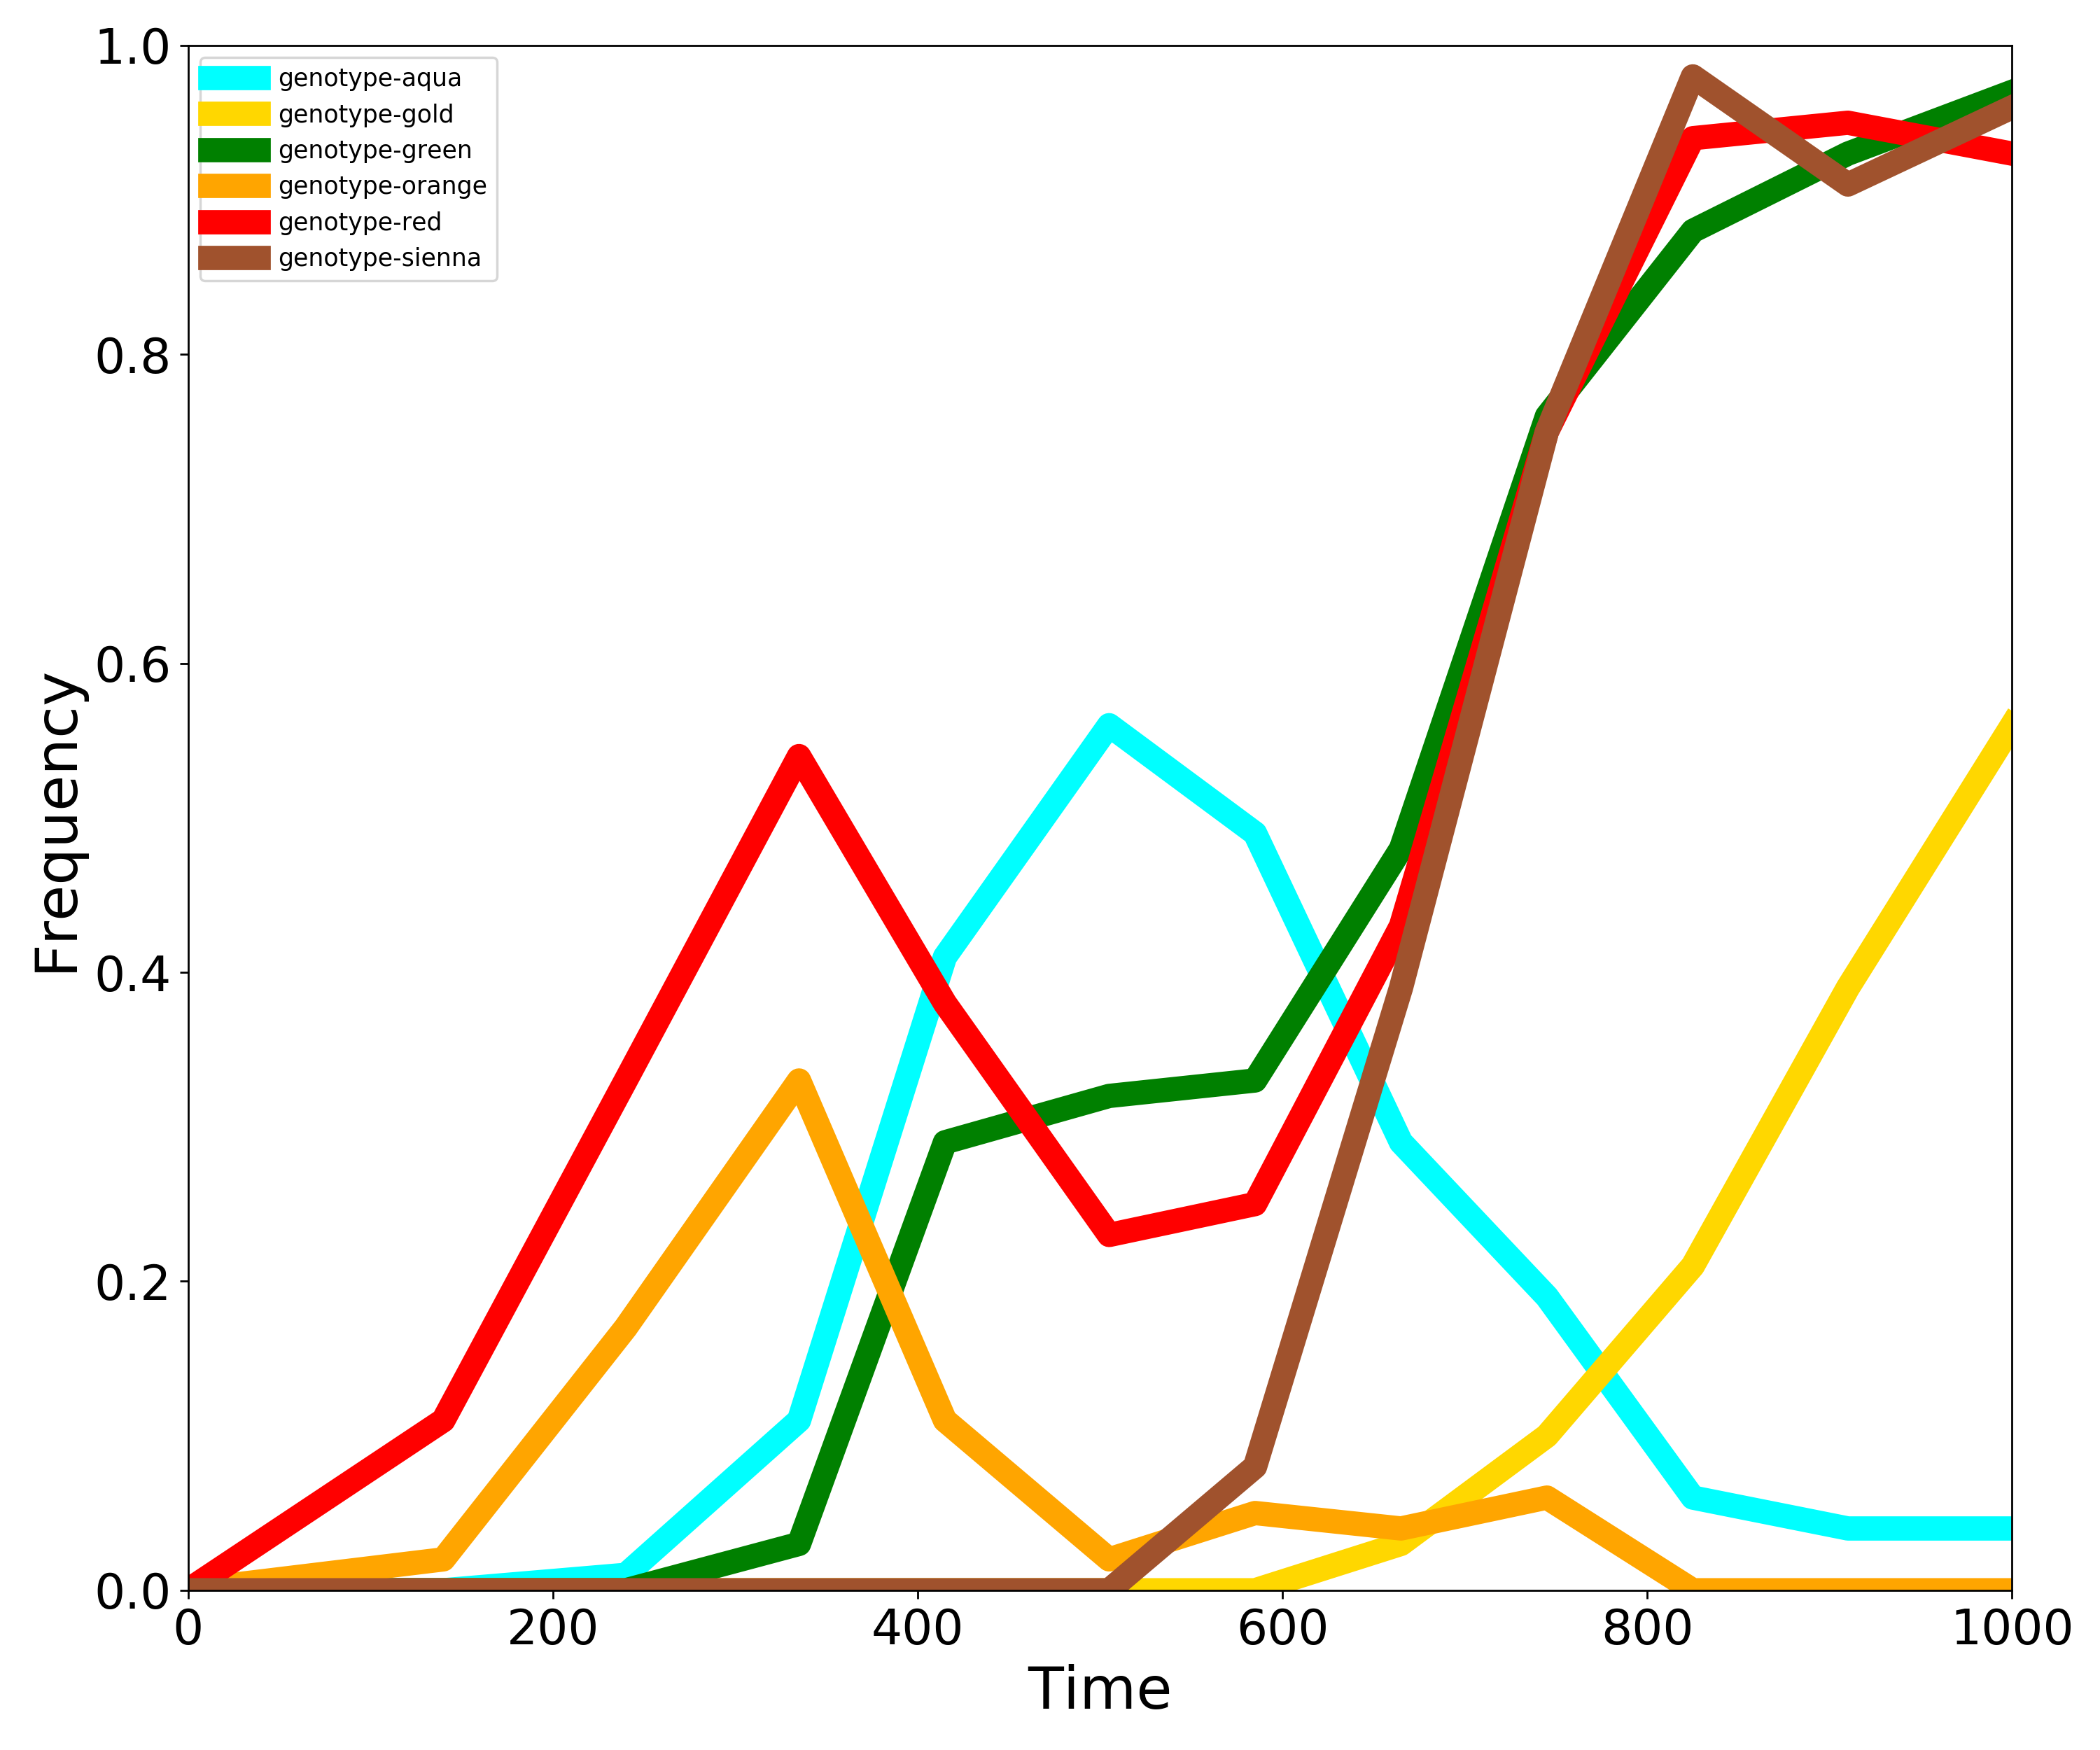 1.0
0.8
0.6
0.4
0.2
0.0
Frequency
genotype-aqua
genotype-gold
genotype-green
genotype-orange
genotype-red
genotype-sienna
0 200 400 600 800 1000
Time